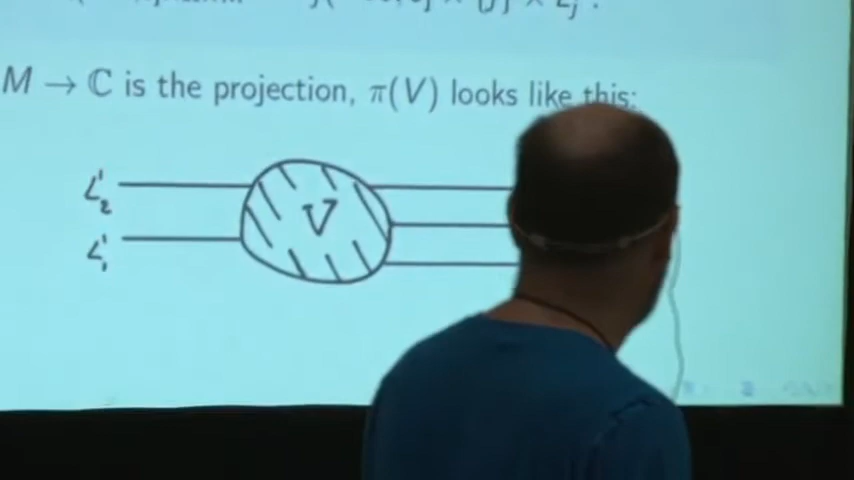 M → ℂ is the projection, π(V) looks like this:
L'₂
V
L'₁